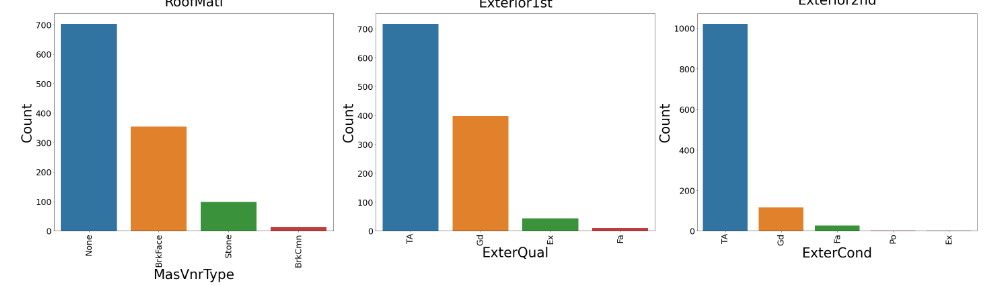 RoofMatl
Exterior1st
Exterior2nd
700
600
500
400
300
200
100
0
Count
None
BrkFace
Stone
BrkCmn
MasVnrType
700
600
500
400
300
200
100
0
Count
TA
Gd
Ex
Fa
ExterQual
1000
800
600
400
200
0
Count
TA
Gd
Fa
Po
Ex
ExterCond